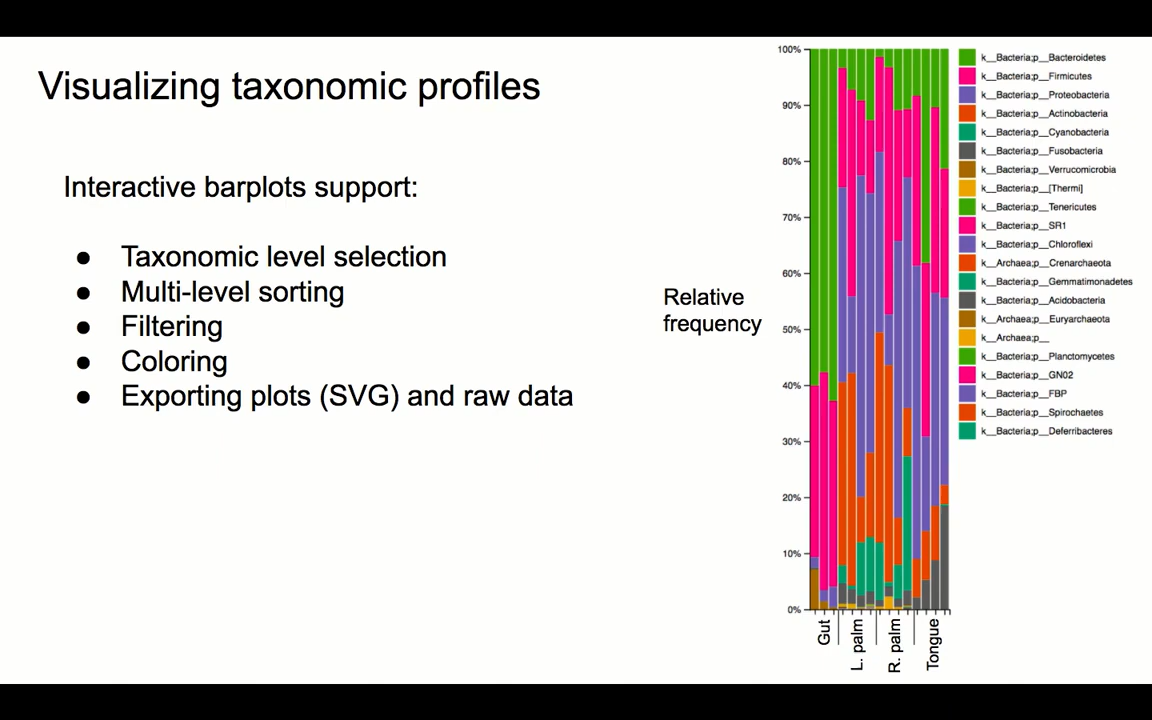 Visualizing taxonomic profiles
Interactive barplots support:
● Taxonomic level selection
● Multi-level sorting
● Filtering
● Coloring
● Exporting plots (SVG) and raw data
Relative
frequency
100%
90%
80%
70%
60%
50%
40%
30%
20%
10%
0%
Gut
L. palm
R. palm
Tongue
k__Bacteria;p__Bacteroidetes
k__Bacteria;p__Firmicutes
k__Bacteria;p__Proteobacteria
k__Bacteria;p__Actinobacteria
k__Bacteria;p__Cyanobacteria
k__Bacteria;p__Fusobacteria
k__Bacteria;p__Verrucomicrobia
k__Bacteria;p__[Thermi]
k__Bacteria;p__Tenericutes
k__Bacteria;p__SR1
k__Bacteria;p__Chloroflexi
k__Archaea;p__Crenarchaeota
k__Bacteria;p__Gemmatimonadetes
k__Bacteria;p__Acidobacteria
k__Archaea;p__Euryarchaeota
k__Archaea;p__
k__Bacteria;p__Planctomycetes
k__Bacteria;p__GN02
k__Bacteria;p__FBP
k__Bacteria;p__Spirochaetes
k__Bacteria;p__Deferribacteres